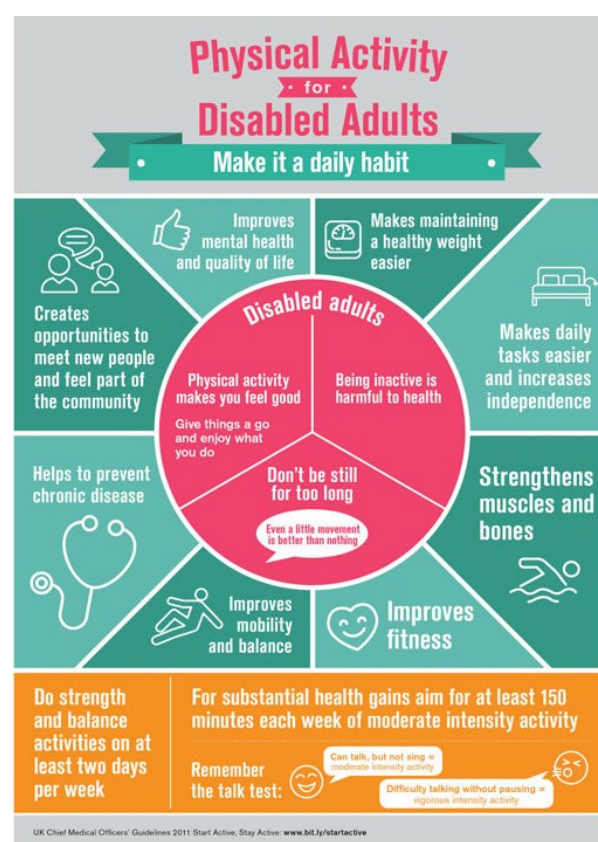 Physical Activity
for
Disabled Adults
Make it a daily habit
Creates
opportunities to
meet new people
and feel part of
the community
Improves
mental health
and quality of life
Makes maintaining
a healthy weight
easier
Makes daily
tasks easier
and increases
independence
Disabled adults
Physical activity
makes you feel good
Give things a go
and enjoy what
you do
Being inactive is
harmful to health
Don't be still
for too long
Even a little movement
is better than nothing
Helps to prevent
chronic disease
Strengthens
muscles and
bones
Improves
mobility
and balance
Improves
fitness
Do strength
and balance
activities on at
least two days
per week
For substantial health gains aim for at least 150
minutes each week of moderate intensity activity
Remember
the talk test:
Can talk, but not sing =
moderate intensity activity
Difficulty talking without pausing =
vigorous intensity activity
UK Chief Medical Officers' Guidelines 2011 Start Active, Stay Active: www.bit.ly/startactive